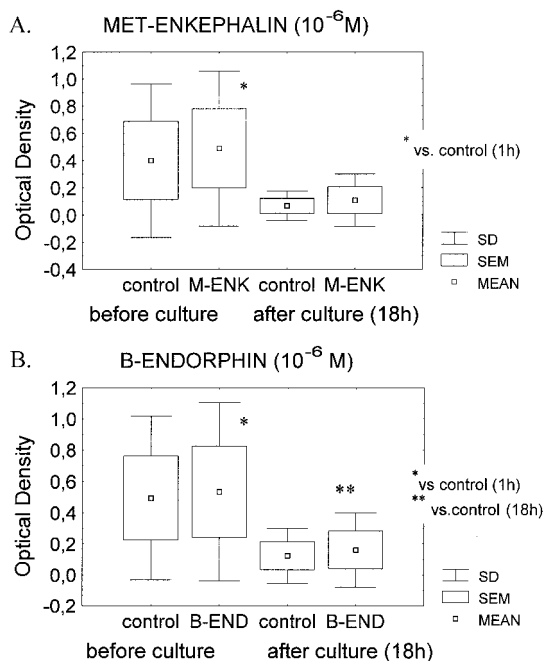 A.
MET-ENKEPHALIN (10⁻⁶M)
Optical Density
1,2
1,0
0,8
0,6
0,4
0,2
0,0
-0,2
-0,4
*
control M-ENK control M-ENK
before culture after culture (18h)
* vs. control (1h)
SD
SEM
MEAN
B.
B-ENDORPHIN (10⁻⁶ M)
Optical Density
1,2
1,0
0,8
0,6
0,4
0,2
0,0
-0,2
*
**
control B-END control B-END
before culture after culture (18h)
* vs control (1h)
** vs.control (18h)
SD
SEM
MEAN